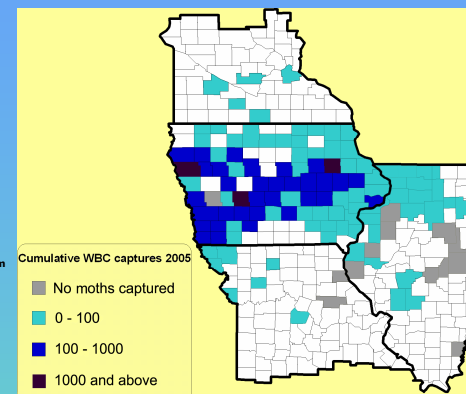 Cumulative WBC captures 2005
m
No moths captured
0 - 100
100 - 1000
1000 and above